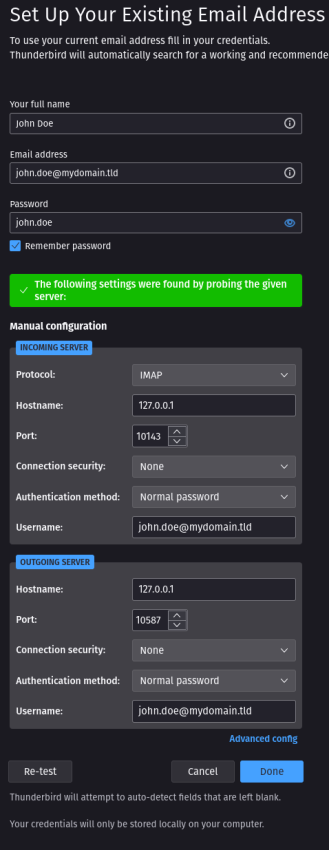 Set Up Your Existing Email Address
To use your current email address fill in your credentials.
Thunderbird will automatically search for a working and recommende
Your full name
John Doe
Email address
john.doe@mydomain.tld
Password
john.doe
Remember password
The following settings were found by probing the given
server:
Manual configuration
INCOMING SERVER
Protocol: IMAP
Hostname: 127.0.0.1
Port: 10143
Connection security: None
Authentication method: Normal password
Username: john.doe@mydomain.tld
OUTGOING SERVER
Hostname: 127.0.0.1
Port: 10587
Connection security: None
Authentication method: Normal password
Username: john.doe@mydomain.tld
Advanced config
Re-test Cancel Done
Thunderbird will attempt to auto-detect fields that are left blank.
Your credentials will only be stored locally on your computer.